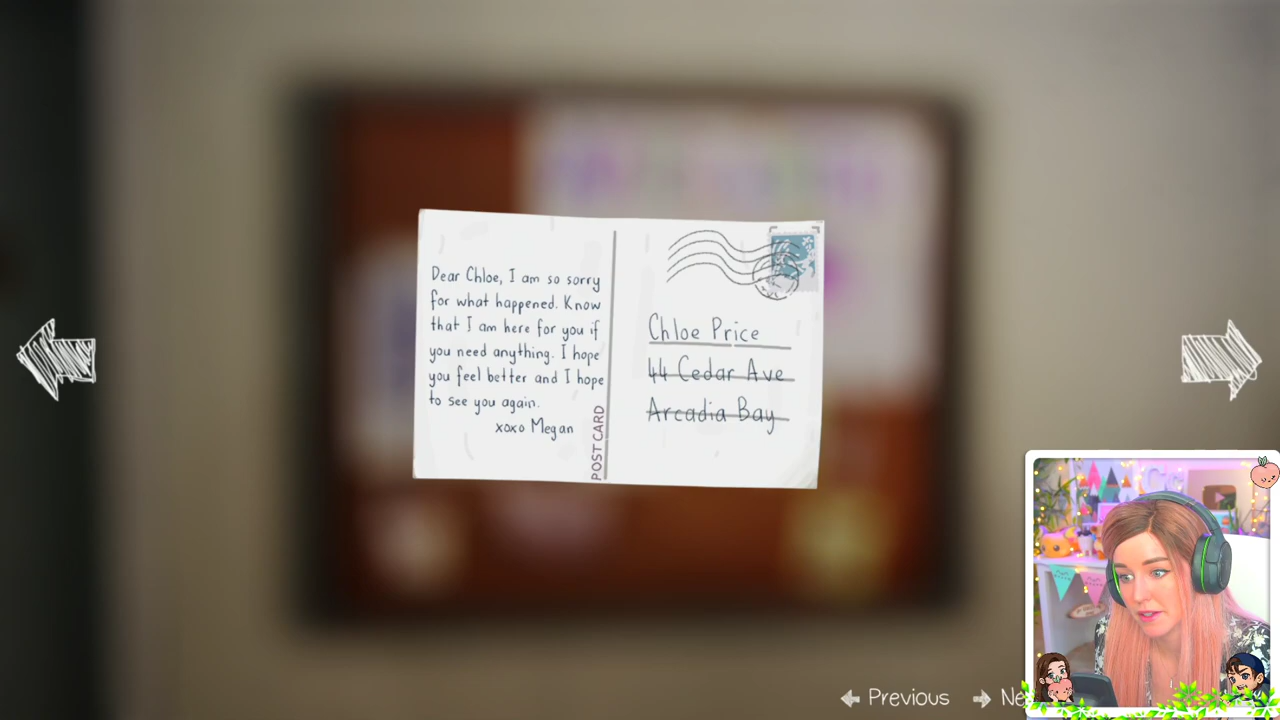 Dear Chloe, I am so sorry
for what happened. Know
that I am here for you if
you need anything. I hope
you feel better and I hope
to see you again.
xoxo Megan
POST CARD
Chloe Price
44 Cedar Ave
Arcadia Bay
Previous